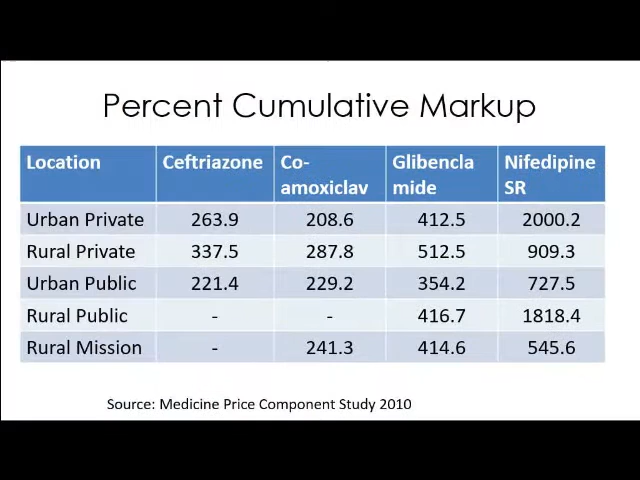 Percent Cumulative Markup
Location Ceftriazone Co- Glibencla Nifedipine
amoxiclav mide SR
Urban Private 263.9 208.6 412.5 2000.2
Rural Private 337.5 287.8 512.5 909.3
Urban Public 221.4 229.2 354.2 727.5
Rural Public - - 416.7 1818.4
Rural Mission - 241.3 414.6 545.6
Source: Medicine Price Component Study 2010